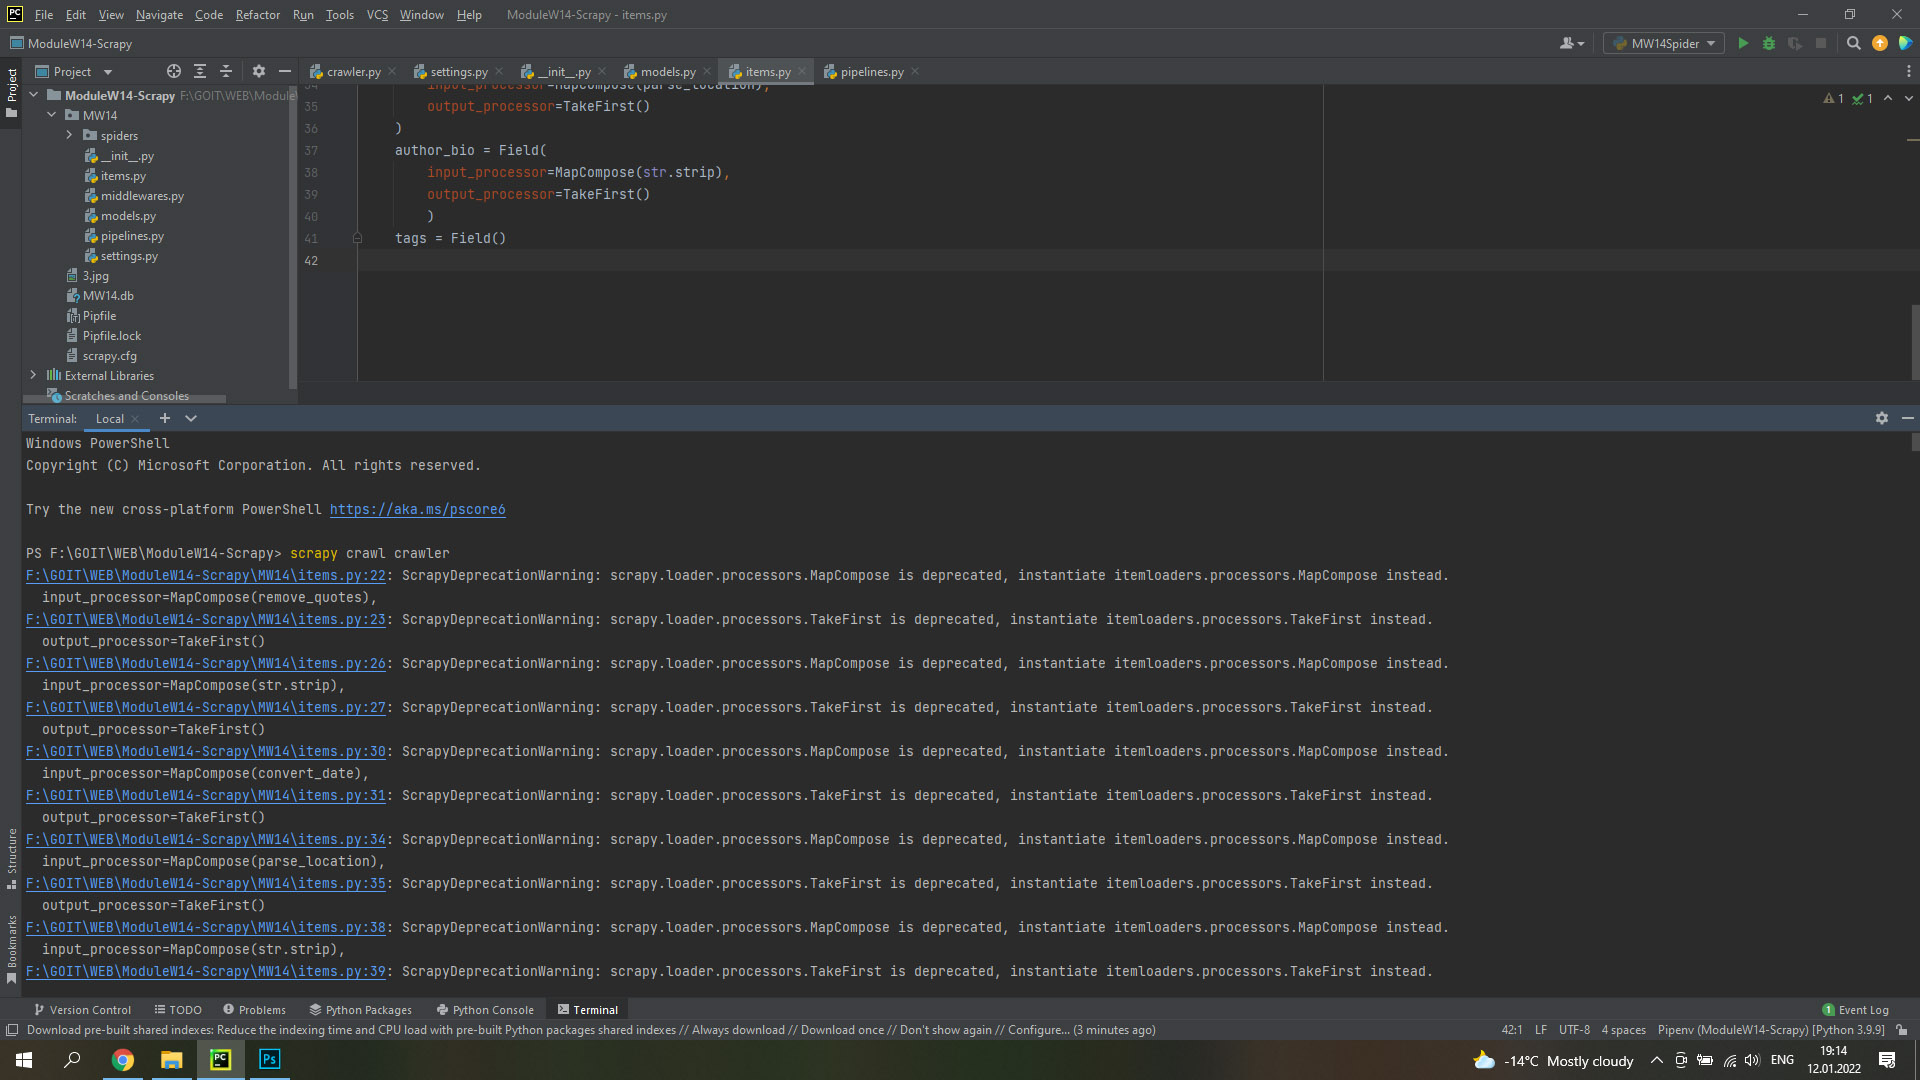 PC File Edit View Navigate Code Refactor Run Tools VCS Window Help ModuleW14-Scrapy - items.py
ModuleW14-Scrapy MW14Spider
Project crawler.py settings.py __init__.py models.py items.py pipelines.py
Project
ModuleW14-Scrapy F:\GOIT\WEB\Module
MW14
spiders
__init__.py
items.py
middlewares.py
models.py
pipelines.py
settings.py
3.jpg
MW14.db
Pipfile
Pipfile.lock
scrapy.cfg
External Libraries
Scratches and Consoles
34 input_processor=MapCompose(parse_location),
35 output_processor=TakeFirst()
36 )
37 author_bio = Field(
38 input_processor=MapCompose(str.strip),
39 output_processor=TakeFirst()
40 )
41 tags = Field()
42
1 1
Terminal: Local
Windows PowerShell
Copyright (C) Microsoft Corporation. All rights reserved.
Try the new cross-platform PowerShell https://aka.ms/pscore6
PS F:\GOIT\WEB\ModuleW14-Scrapy> scrapy crawl crawler
F:\GOIT\WEB\ModuleW14-Scrapy\MW14\items.py:22: ScrapyDeprecationWarning: scrapy.loader.processors.MapCompose is deprecated, instantiate itemloaders.processors.MapCompose instead.
input_processor=MapCompose(remove_quotes),
F:\GOIT\WEB\ModuleW14-Scrapy\MW14\items.py:23: ScrapyDeprecationWarning: scrapy.loader.processors.TakeFirst is deprecated, instantiate itemloaders.processors.TakeFirst instead.
output_processor=TakeFirst()
F:\GOIT\WEB\ModuleW14-Scrapy\MW14\items.py:26: ScrapyDeprecationWarning: scrapy.loader.processors.MapCompose is deprecated, instantiate itemloaders.processors.MapCompose instead.
input_processor=MapCompose(str.strip),
F:\GOIT\WEB\ModuleW14-Scrapy\MW14\items.py:27: ScrapyDeprecationWarning: scrapy.loader.processors.TakeFirst is deprecated, instantiate itemloaders.processors.TakeFirst instead.
output_processor=TakeFirst()
F:\GOIT\WEB\ModuleW14-Scrapy\MW14\items.py:30: ScrapyDeprecationWarning: scrapy.loader.processors.MapCompose is deprecated, instantiate itemloaders.processors.MapCompose instead.
input_processor=MapCompose(convert_date),
F:\GOIT\WEB\ModuleW14-Scrapy\MW14\items.py:31: ScrapyDeprecationWarning: scrapy.loader.processors.TakeFirst is deprecated, instantiate itemloaders.processors.TakeFirst instead.
output_processor=TakeFirst()
F:\GOIT\WEB\ModuleW14-Scrapy\MW14\items.py:34: ScrapyDeprecationWarning: scrapy.loader.processors.MapCompose is deprecated, instantiate itemloaders.processors.MapCompose instead.
input_processor=MapCompose(parse_location),
F:\GOIT\WEB\ModuleW14-Scrapy\MW14\items.py:35: ScrapyDeprecationWarning: scrapy.loader.processors.TakeFirst is deprecated, instantiate itemloaders.processors.TakeFirst instead.
output_processor=TakeFirst()
F:\GOIT\WEB\ModuleW14-Scrapy\MW14\items.py:38: ScrapyDeprecationWarning: scrapy.loader.processors.MapCompose is deprecated, instantiate itemloaders.processors.MapCompose instead.
input_processor=MapCompose(str.strip),
F:\GOIT\WEB\ModuleW14-Scrapy\MW14\items.py:39: ScrapyDeprecationWarning: scrapy.loader.processors.TakeFirst is deprecated, instantiate itemloaders.processors.TakeFirst instead.
Structure
Bookmarks
Version Control TODO Problems Python Packages Python Console Terminal 1 Event Log
Download pre-built shared indexes: Reduce the indexing time and CPU load with pre-built Python packages shared indexes // Always download // Download once // Don't show again // Configure... (3 minutes ago) 42:1 LF UTF-8 4 spaces Pipenv (ModuleW14-Scrapy) [Python 3.9.9]
PC Ps -14°C Mostly cloudy ENG 19:14
12.01.2022